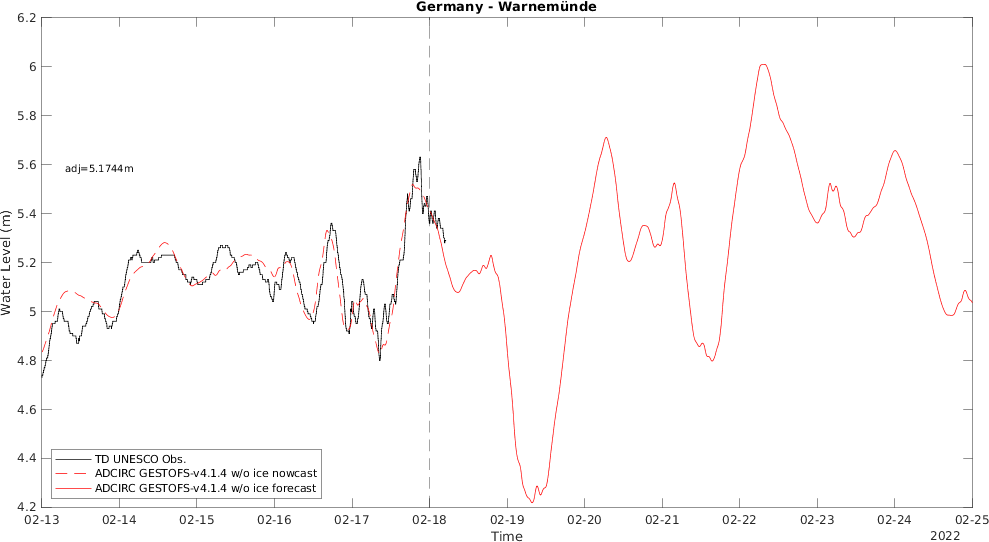 Germany - Warnemünde
6.2
6
5.8
5.6
5.4
5.2
5
4.8
4.6
4.4
4.2
Water Level (m)
adj=5.1744m
TD UNESCO Obs.
ADCIRC GESTOFS-v4.1.4 w/o ice nowcast
ADCIRC GESTOFS-v4.1.4 w/o ice forecast
02-13 02-14 02-15 02-16 02-17 02-18 02-19 02-20 02-21 02-22 02-23 02-24 02-25
Time
2022